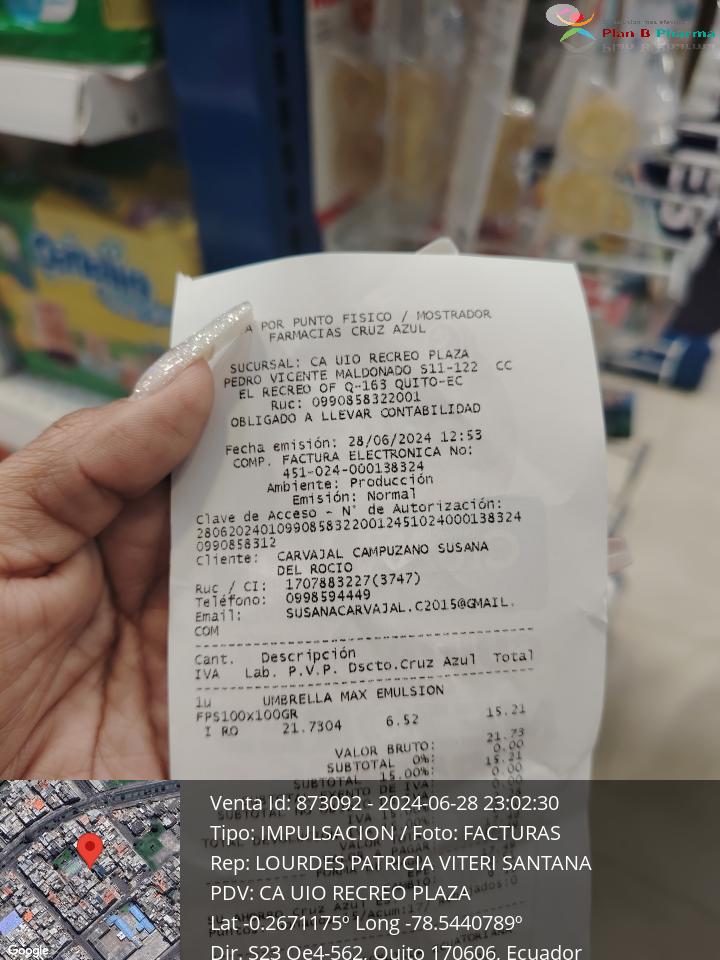 Plan B Pharma
A POR PUNTO FISICO / MOSTRADOR
FARMACIAS CRUZ AZUL
SUCURSAL: CA UIO RECREO PLAZA
PEDRO VICENTE MALDONADO S11-122 CC
EL RECREO OF Q-163 QUITO-EC
Ruc: 0990858322001
OBLIGADO A LLEVAR CONTABILIDAD
Fecha emisión: 28/06/2024 12:53
COMP. FACTURA ELECTRONICA No:
451-024-000138324
Ambiente: Producción
Emisión: Normal
Clave de Acceso - N° de Autorización:
280620240109908583220012451024000138324
0990858312
Cliente: CARVAJAL CAMPUZANO SUSANA
DEL ROCIO
Ruc / CI: 1707883227(3747)
Teléfono: 0998594449
Email: SUSANACARVAJAL.C2015@GMAIL.
COM
Cant. Descripción
IVA Lab. P.V.P. Dscto.Cruz Azul Total
1u UMBRELLA MAX EMULSION
FPS100x100GR
I RO 21.7304 6.52 15.21
VALOR BRUTO: 21.73
SUBTOTAL 0%: 0.00
SUBTOTAL 15.00%: 15.21
Venta Id: 873092 - 2024-06-28 23:02:30
Tipo: IMPULSACION / Foto: FACTURAS
Rep: LOURDES PATRICIA VITERI SANTANA
PDV: CA UIO RECREO PLAZA
Lat -0.2671175º Long -78.5440789º
Dir. S23 Oe4-562, Quito 170606, Ecuador
Google